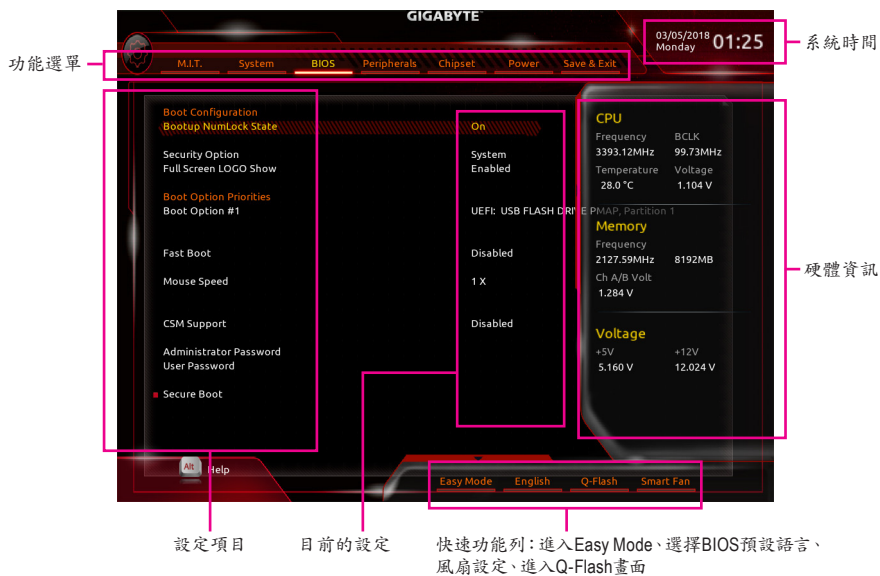 GIGABYTE
03/05/2018
Monday
01:25
系統時間
功能選單
M.I.T. System BIOS Peripherals Chipset Power Save & Exit
Boot Configuration
Bootup NumLock State On
Security Option System
Full Screen LOGO Show Enabled
Boot Option Priorities
Boot Option #1 UEFI: USB FLASH DRIVE PMAP, Partition 1
Fast Boot Disabled
Mouse Speed 1 X
CSM Support Disabled
Administrator Password
User Password
Secure Boot
CPU
Frequency BCLK
3393.12MHz 99.73MHz
Temperature Voltage
28.0 °C 1.104 V
Memory
Frequency
2127.59MHz 8192MB
Ch A/B Volt
1.284 V
Voltage
+5V +12V
5.160 V 12.024 V
硬體資訊
Alt Help
Easy Mode English Q-Flash Smart Fan
設定項目
目前的設定
快速功能列：進入Easy Mode、選擇BIOS預設語言、
風扇設定、進入Q-Flash畫面